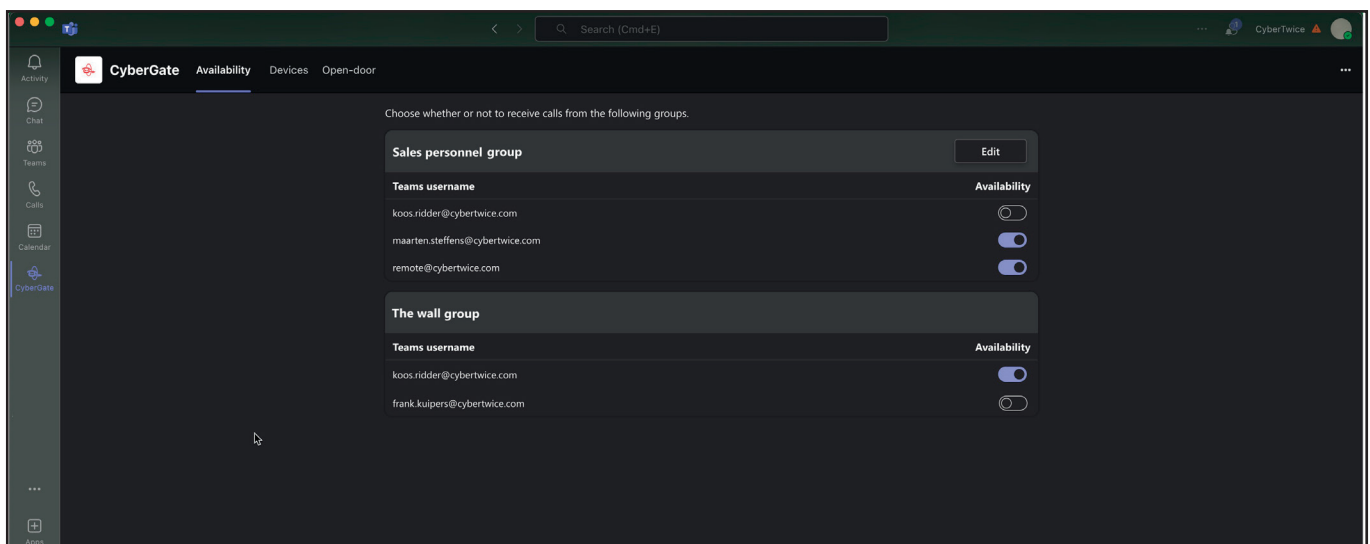 Search (Cmd+E)
CyberTwice
Activity
Chat
Teams
Calls
Calendar
CyberGate
Apps
CyberGate Availability Devices Open-door
Choose whether or not to receive calls from the following groups.
Sales personnel group Edit
Teams username Availability
koos.ridder@cybertwice.com
maarten.steffens@cybertwice.com
remote@cybertwice.com
The wall group
Teams username Availability
koos.ridder@cybertwice.com
frank.kuipers@cybertwice.com